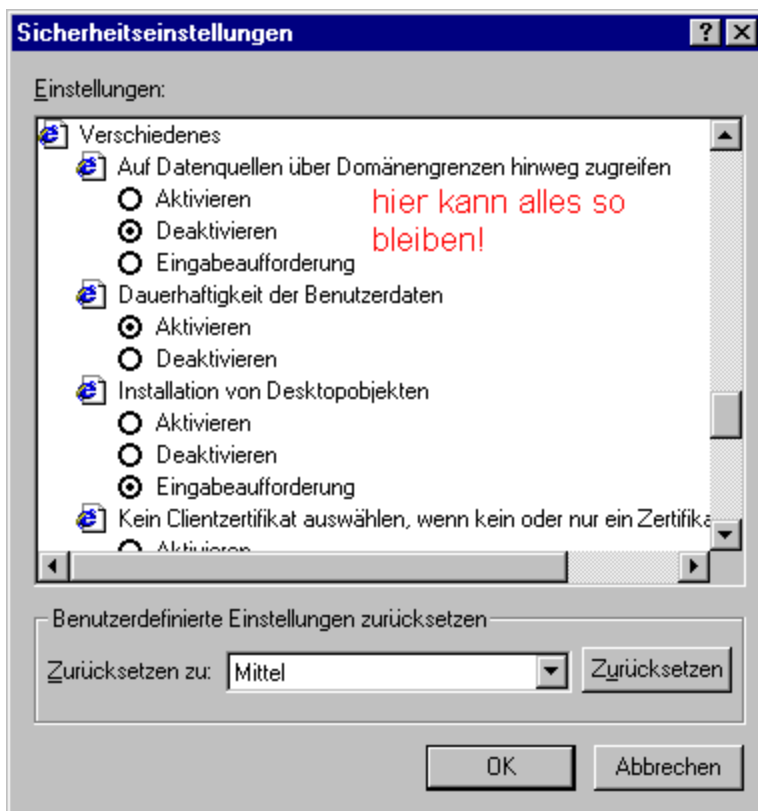 Sicherheitseinstellungen
Einstellungen:
Verschiedenes
Auf Datenquellen über Domänengrenzen hinweg zugreifen
Aktivieren
Deaktivieren
Eingabeaufforderung
hier kann alles so
bleiben!
Dauerhaftigkeit der Benutzerdaten
Aktivieren
Deaktivieren
Installation von Desktopobjekten
Aktivieren
Deaktivieren
Eingabeaufforderung
Kein Clientzertifikat auswählen, wenn kein oder nur ein Zertifika
Aktivieren
Benutzerdefinierte Einstellungen zurücksetzen
Zurücksetzen zu: Mittel Zurücksetzen
OK Abbrechen